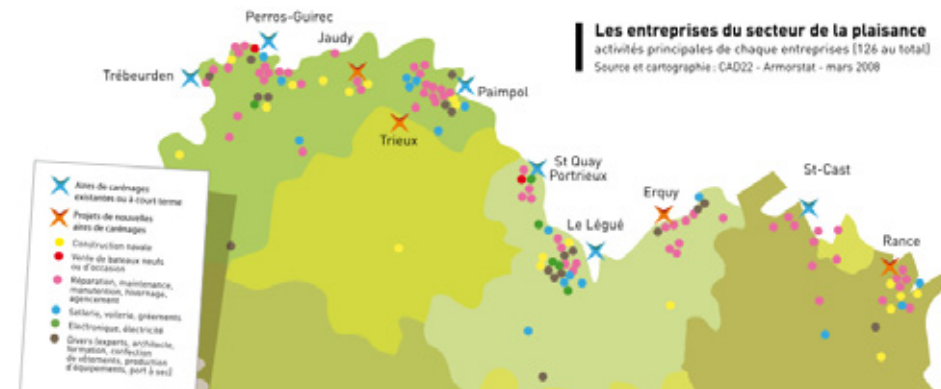 Perros-Guirec
Jaudy
Trébeurden
Paimpol
Trieux
Les entreprises du secteur de la plaisance
activités principales de chaque entreprises (126 au total)
Source et cartographie : CAD22 - Armorstat - mars 2008
St Quay
Portrieux
Le Légué
Erquy
St-Cast
Rance
Aires de carénages
existantes ou à court terme
Projets de nouvelles
aires de carénages
Construction navale
Vente de bateaux neufs
ou d'occasion
Réparation, maintenance,
manutention, hivernage,
agencement
Sellerie, voilerie, gréements
Electronique, électricité
Divers (experts, architecte,
formation, confection
de vêtements, production
d'équipements, port à sec)